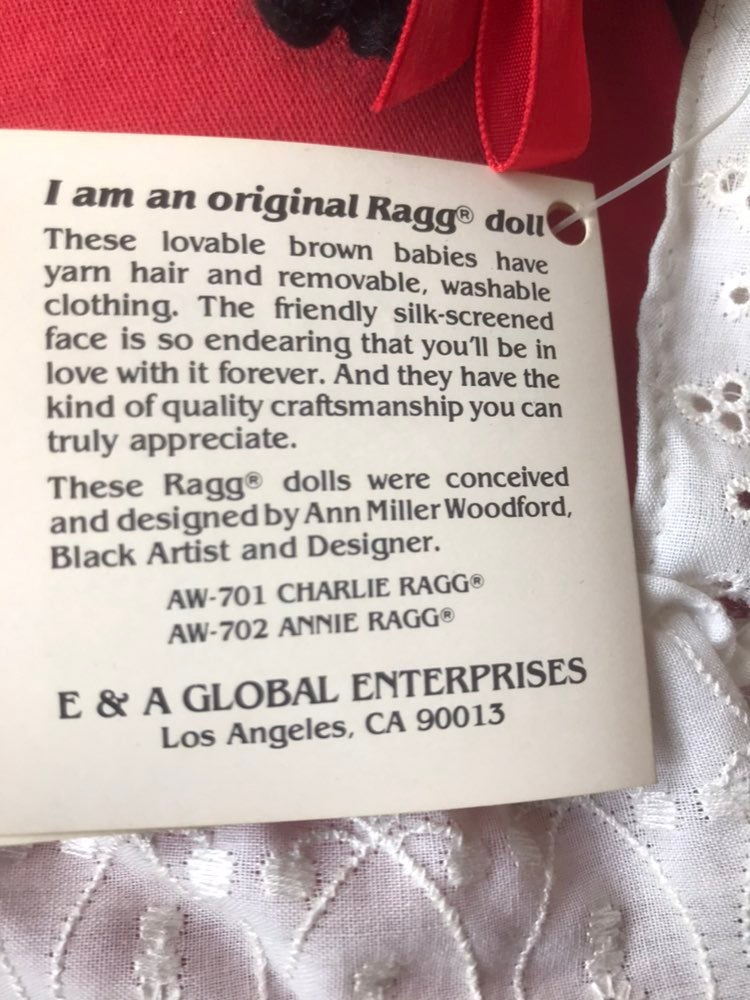 I am an original Ragg® doll
These lovable brown babies have
yarn hair and removable, washable
clothing. The friendly silk-screened
face is so endearing that you'll be in
love with it forever. And they have the
kind of quality craftsmanship you can
truly appreciate.
These Ragg® dolls were conceived
and designed by Ann Miller Woodford,
Black Artist and Designer.
AW-701 CHARLIE RAGG®
AW-702 ANNIE RAGG®
E & A GLOBAL ENTERPRISES
Los Angeles, CA 90013